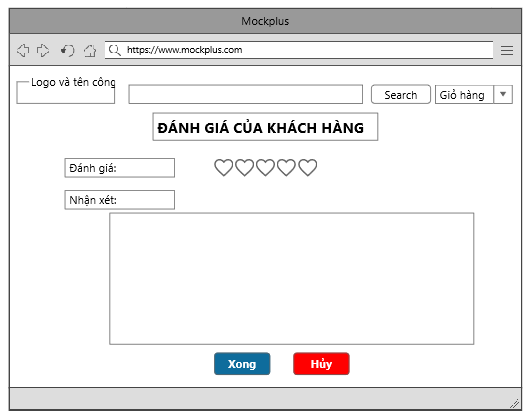 Mockplus
https://www.mockplus.com
Logo và tên công
Search
Giỏ hàng
ĐÁNH GIÁ CỦA KHÁCH HÀNG
Đánh giá:
Nhận xét:
Xong
Hủy